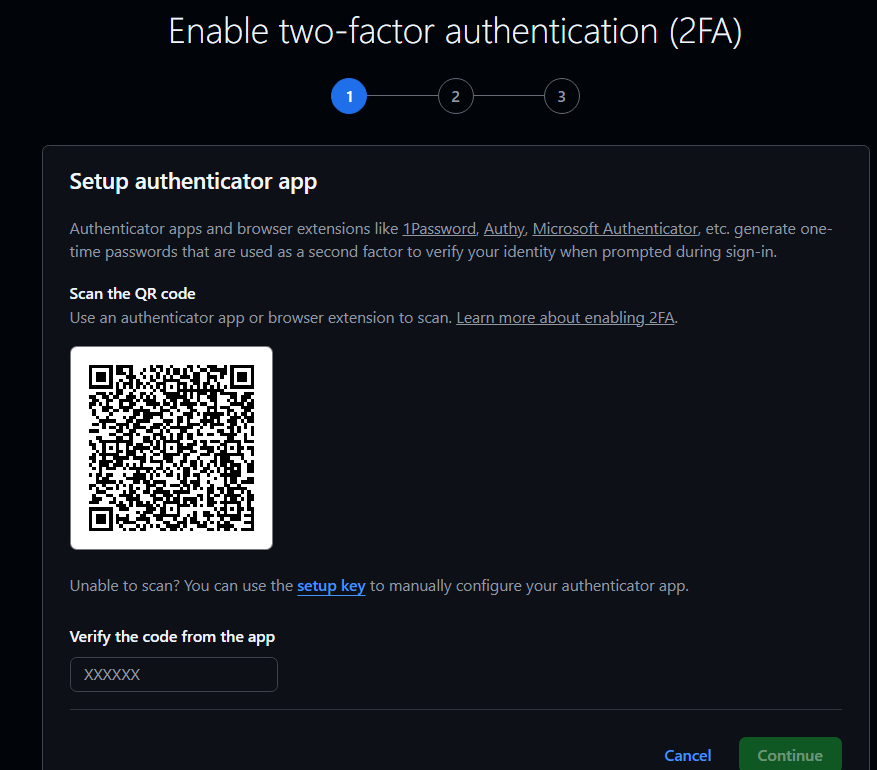 Enable two-factor authentication (2FA)
1
2
3
Setup authenticator app
Authenticator apps and browser extensions like 1Password, Authy, Microsoft Authenticator, etc. generate one-
time passwords that are used as a second factor to verify your identity when prompted during sign-in.
Scan the QR code
Use an authenticator app or browser extension to scan. Learn more about enabling 2FA.
Unable to scan? You can use the setup key to manually configure your authenticator app.
Verify the code from the app
XXXXXX
Cancel
Continue